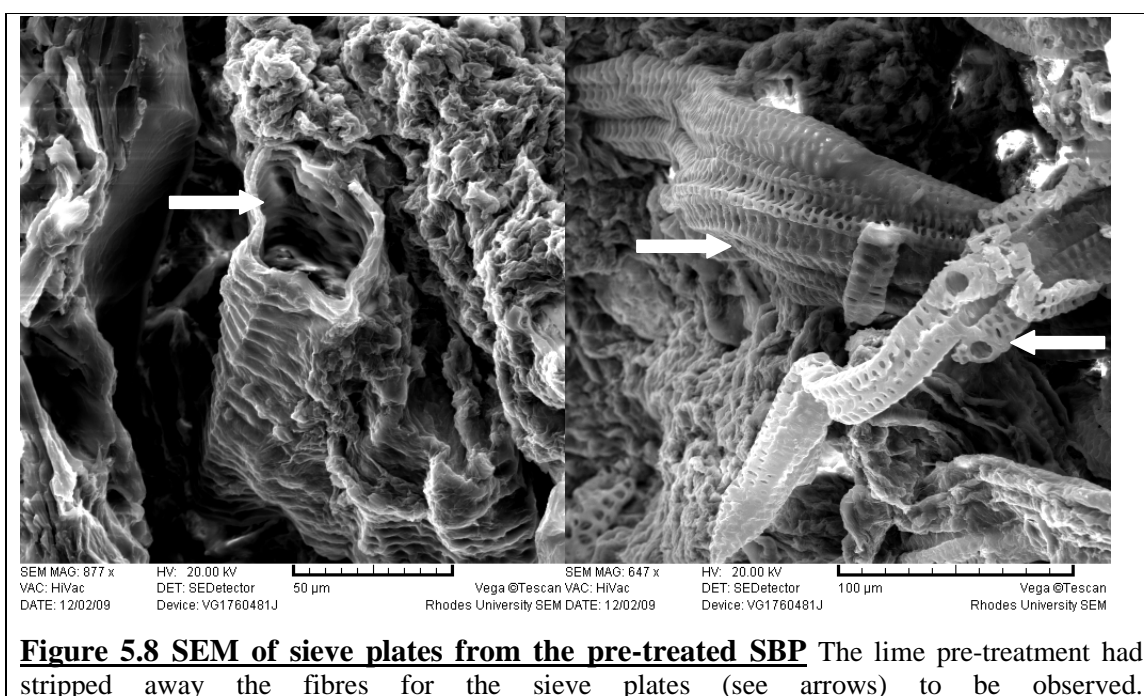 SEM MAG: 877 x HV: 20.00 kV 50 µm
VAC: HiVac DET: SEDetector Vega ©Tescan
DATE: 12/02/09 Device: VG1760481J Rhodes University SEM
SEM MAG: 647 x HV: 20.00 kV 100 µm
VAC: HiVac DET: SEDetector Vega ©Tescan
DATE: 12/02/09 Device: VG1760481J Rhodes University SEM
Figure 5.8 SEM of sieve plates from the pre-treated SBP The lime pre-treatment had
stripped away the fibres for the sieve plates (see arrows) to be observed.